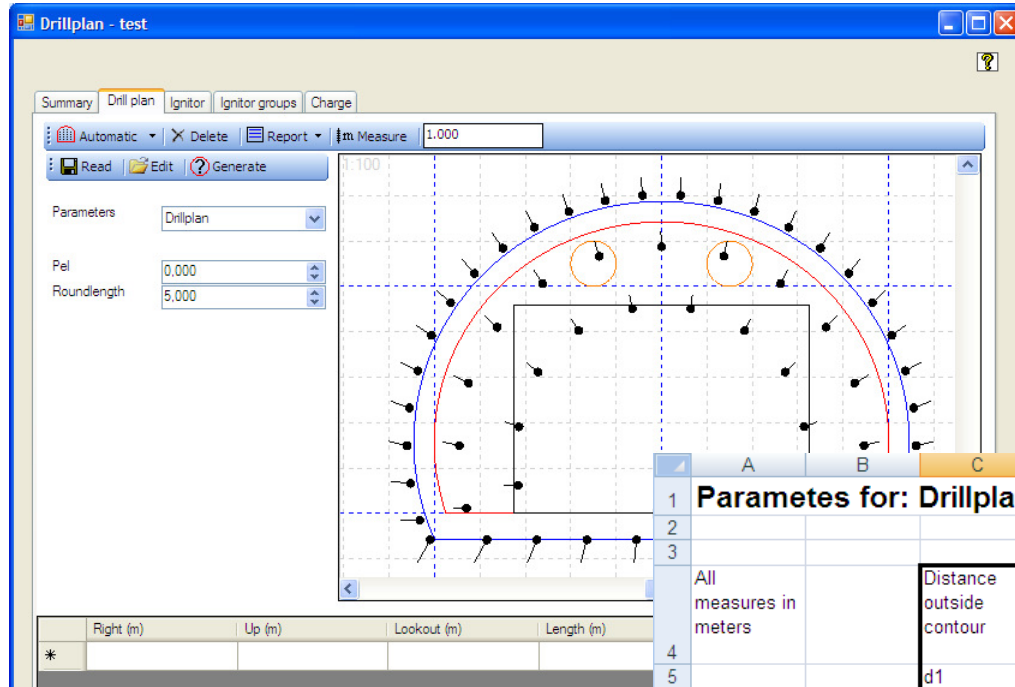 Drillplan - test
Summary Drill plan Ignitor Ignitor groups Charge
Automatic Delete Report m Measure 1.000
Read Edit Generate
1:100
Parameters Drillplan
Pel 0,000
Roundlength 5,000
A B C
1 Parametes for: Drillpla
2
3
All
measures in
meters
Distance
outside
contour
4
5 d1
Right (m) Up (m) Lookout (m) Length (m)